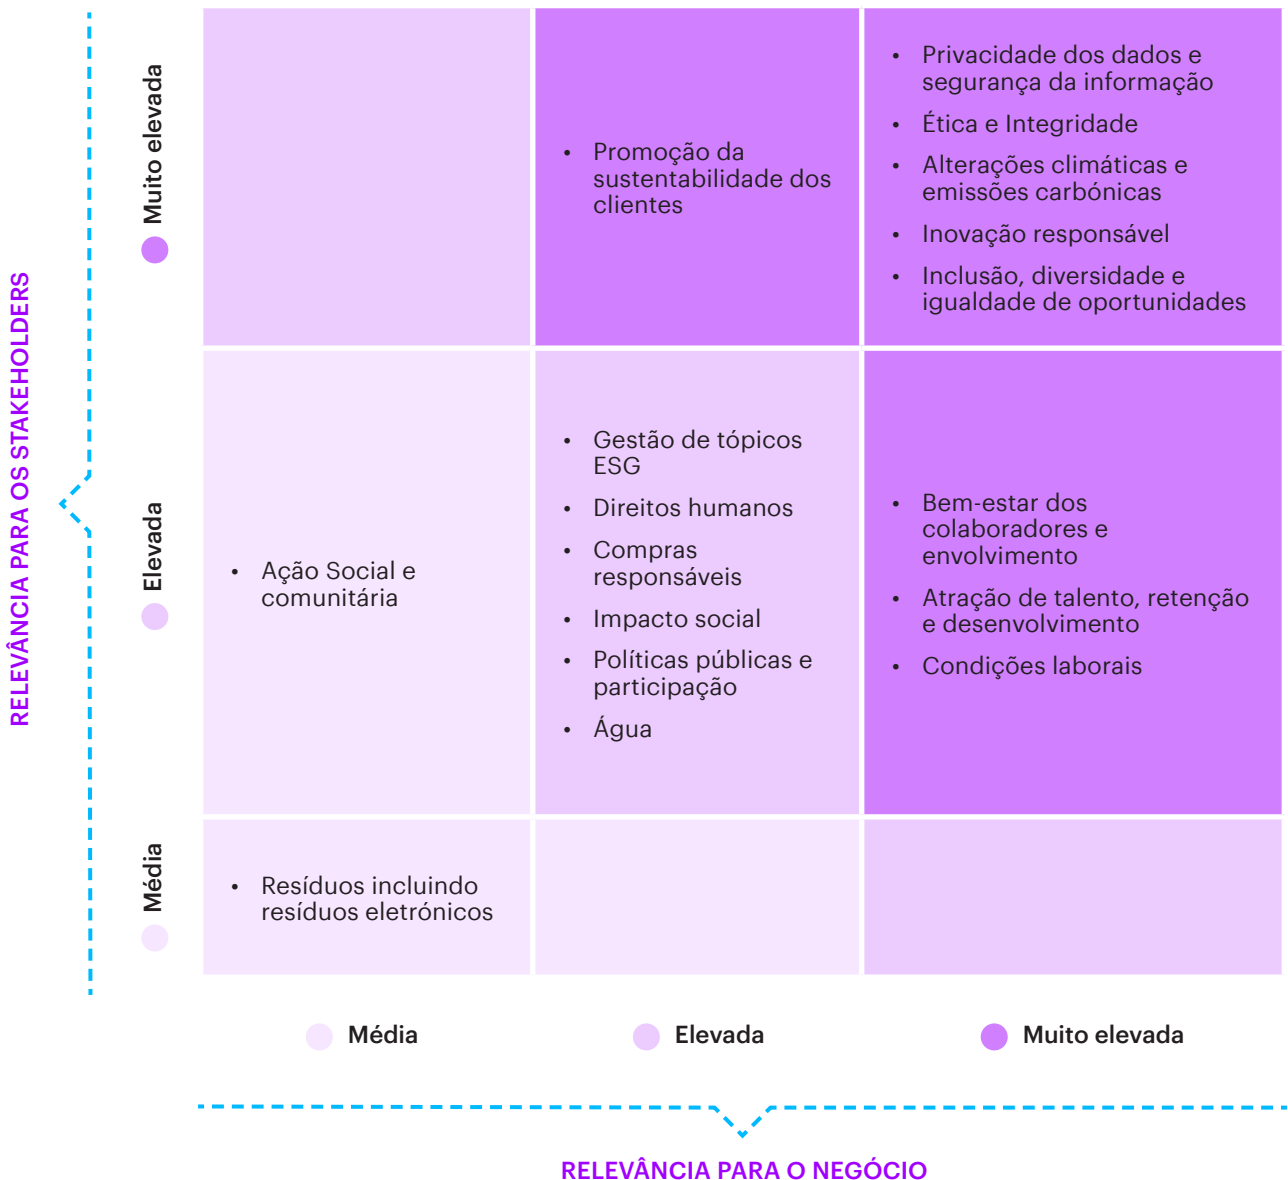 RELEVÂNCIA PARA OS STAKEHOLDERS
Muito elevada
• Promoção da
sustentabilidade dos
clientes
• Privacidade dos dados e
segurança da informação
• Ética e Integridade
• Alterações climáticas e
emissões carbónicas
• Inovação responsável
• Inclusão, diversidade e
igualdade de oportunidades
Elevada
• Ação Social e
comunitária
• Gestão de tópicos
ESG
• Direitos humanos
• Compras
responsáveis
• Impacto social
• Políticas públicas e
participação
• Água
• Bem-estar dos
colaboradores e
envolvimento
• Atração de talento, retenção
e desenvolvimento
• Condições laborais
Média
• Resíduos incluindo
resíduos eletrónicos
Média
Elevada
Muito elevada
RELEVÂNCIA PARA O NEGÓCIO